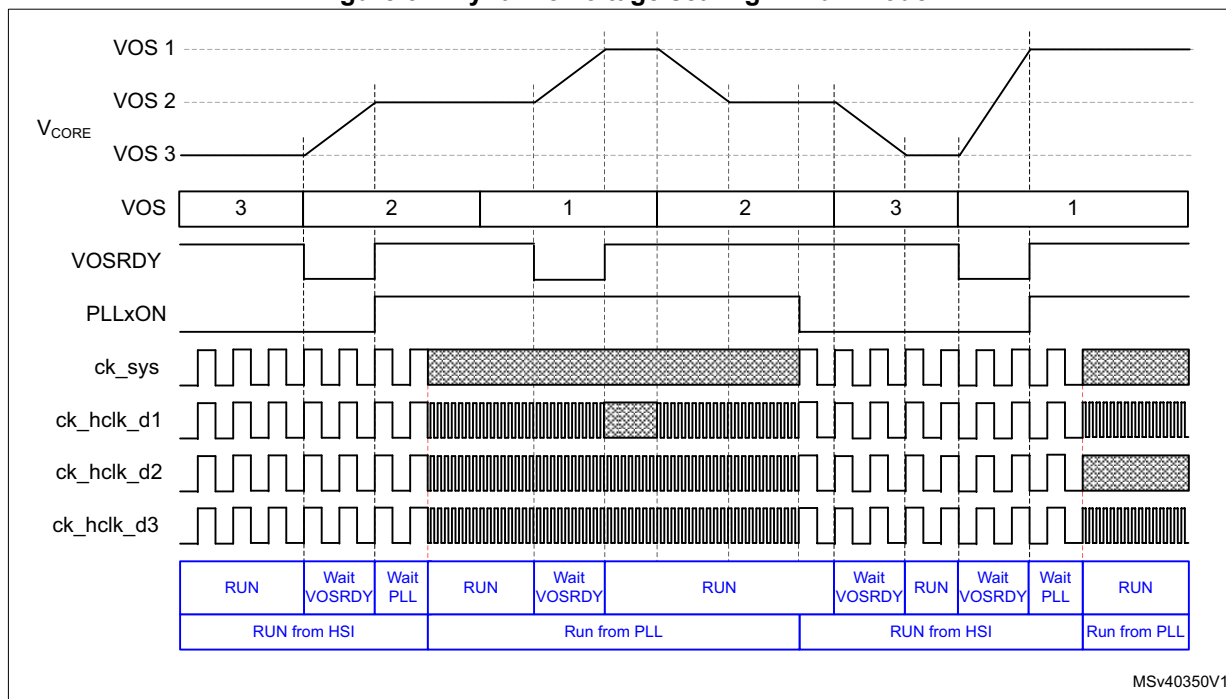 VOS 1
VOS 2
VCORE
VOS 3
VOS 3 2 1 2 3 1
VOSRDY
PLLxON
ck_sys
ck_hclk_d1
ck_hclk_d2
ck_hclk_d3
RUN Wait VOSRDY Wait PLL RUN Wait VOSRDY RUN Wait VOSRDY RUN Wait VOSRDY Wait PLL RUN
RUN from HSI Run from PLL RUN from HSI Run from PLL
MSv40350V1